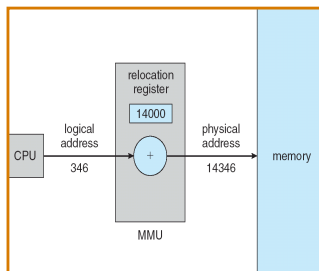 relocation
register
14000
logical
address
physical
address
CPU
+
memory
346
14346
MMU